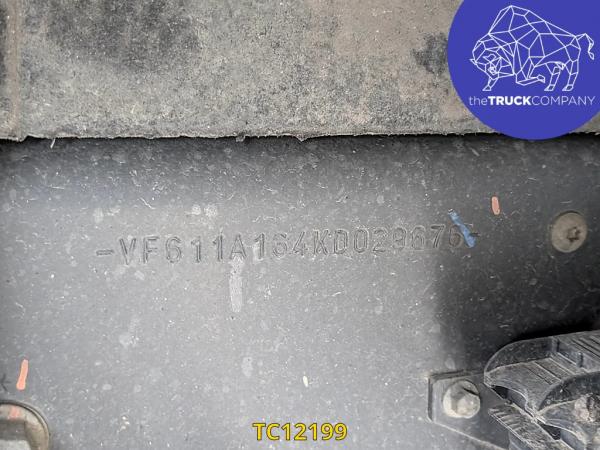 theTRUCKCOMPANY
-VF611A164KD029676-
TC12199